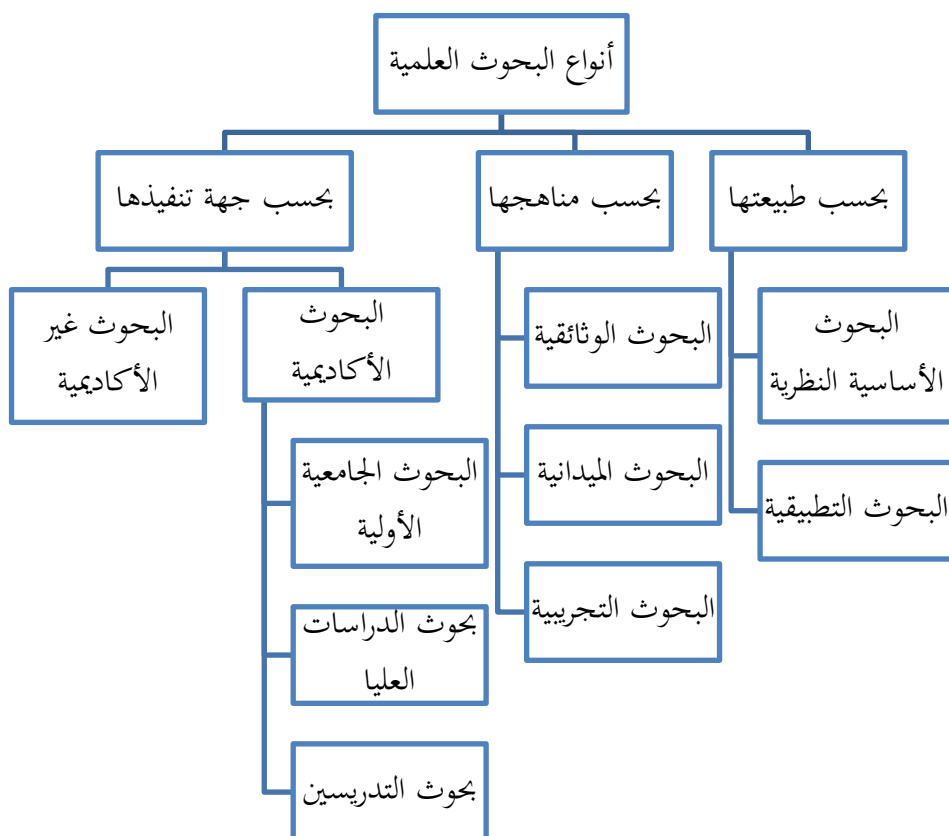 أنواع البحوث العلمية
بحسب طبيعتها
بحسب مناهجها
بحسب جهة تنفيذها
البحوث
الأساسية النظرية
البحوث التطبيقية
البحوث الوثائقية
البحوث الميدانية
البحوث التجريبية
البحوث
الأكاديمية
البحوث غير
الأكاديمية
البحوث الجامعية
الأولية
بحوث الدراسات
العليا
بحوث التدريسين